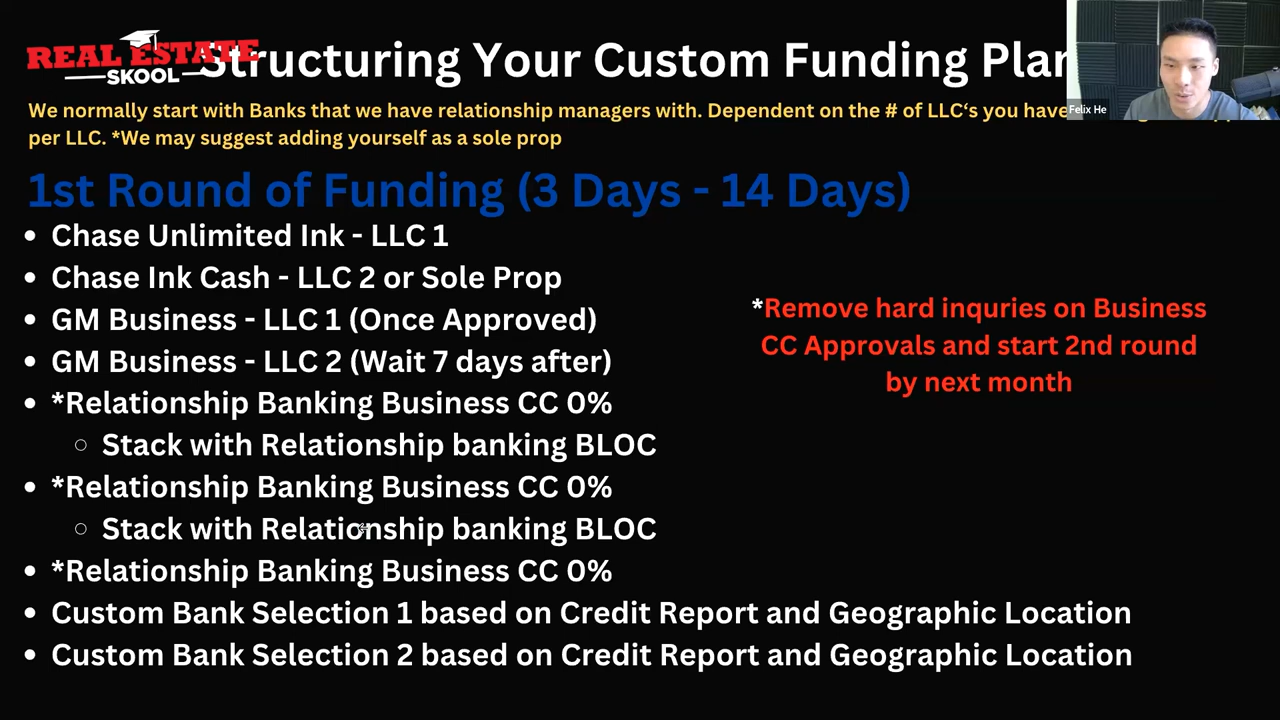 REAL ESTATE
SKOOL
Structuring Your Custom Funding Plan
Felix He
We normally start with Banks that we have relationship managers with. Dependent on the # of LLC‘s you have
per LLC. *We may suggest adding yourself as a sole prop
1st Round of Funding (3 Days - 14 Days)
• Chase Unlimited Ink - LLC 1
• Chase Ink Cash - LLC 2 or Sole Prop
• GM Business - LLC 1 (Once Approved)
• GM Business - LLC 2 (Wait 7 days after)
• *Relationship Banking Business CC 0%
○ Stack with Relationship banking BLOC
• *Relationship Banking Business CC 0%
○ Stack with Relationship banking BLOC
• *Relationship Banking Business CC 0%
• Custom Bank Selection 1 based on Credit Report and Geographic Location
• Custom Bank Selection 2 based on Credit Report and Geographic Location
*Remove hard inquries on Business
CC Approvals and start 2nd round
by next month